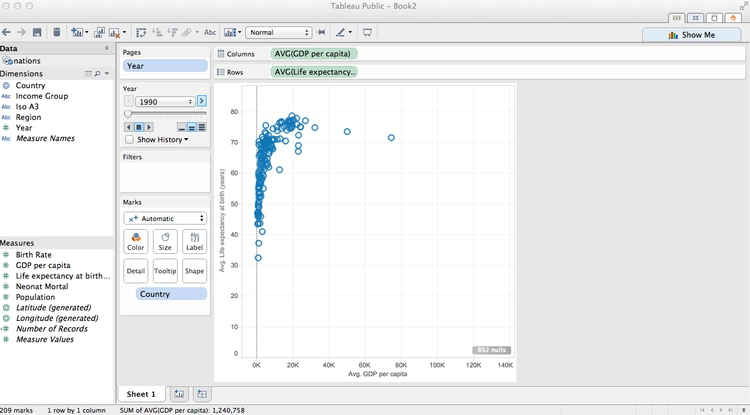 Tableau Public - Book2
Abc
Normal
Show Me
Data
nations
Dimensions
Country
Abc Income Group
Abc Iso A3
Abc Region
Year
Abc Measure Names
Measures
Birth Rate
GDP per capita
Life expectancy at birth...
Neonat Mortal
Population
Latitude (generated)
Longitude (generated)
Number of Records
Measure Values
Pages
Year
Year
1990
Show History
Filters
Marks
Automatic
Color
Size
Abc
123
Label
Detail
Tooltip
Shape
Country
Columns
AVG(GDP per capita)
Rows
AVG(Life expectancy..
Avg. Life expectancy at birth (years)
80
70
60
50
40
30
20
10
0
892 nulls
0K 20K 40K 60K 80K 100K 120K 140K
Avg. GDP per capita
Sheet 1
209 marks 1 row by 1 column SUM of AVG(GDP per capita): 1,240,758